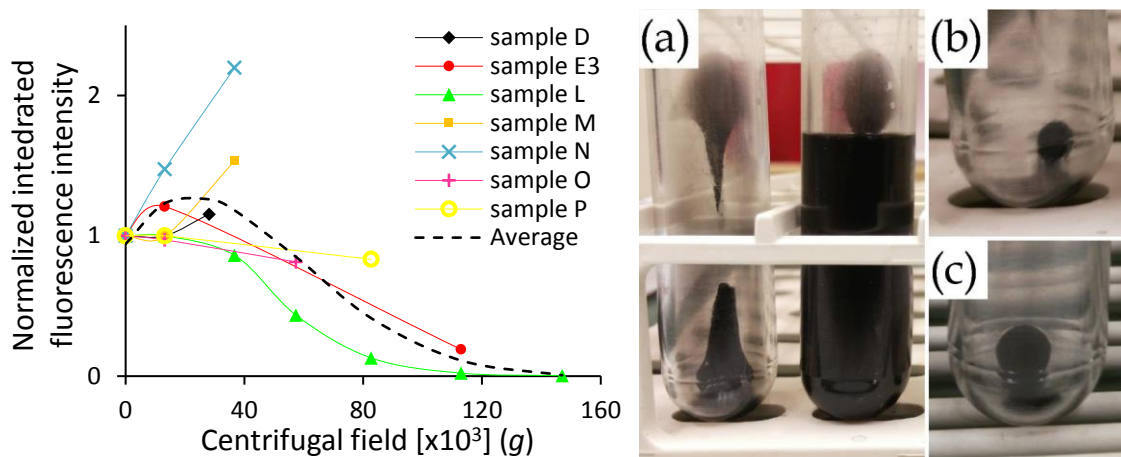 Normalized intedrated
fluorescence intensity
2
1
0
0 40 80 120 160
Centrifugal field [x10³] (g)
sample D
sample E3
sample L
sample M
sample N
sample O
sample P
Average
(a)
(b)
(c)